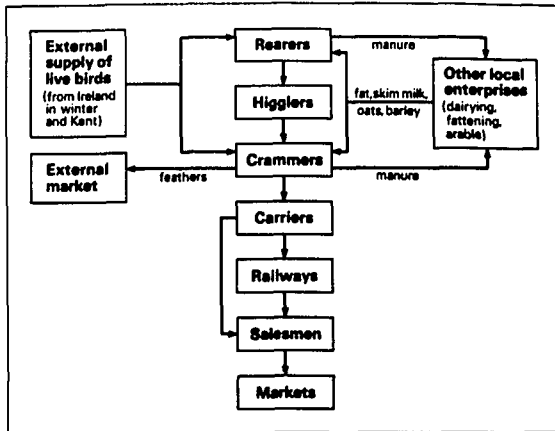 External
supply of
live birds
(from Ireland
in winter
and Kent)
Rearers
manure
Other local
enterprises
(dairying,
fattening,
arable)
Higglers
fat, skim milk,
oats, barley
Crammers
External
market
feathers
manure
Carriers
Railways
Salesmen
Markets